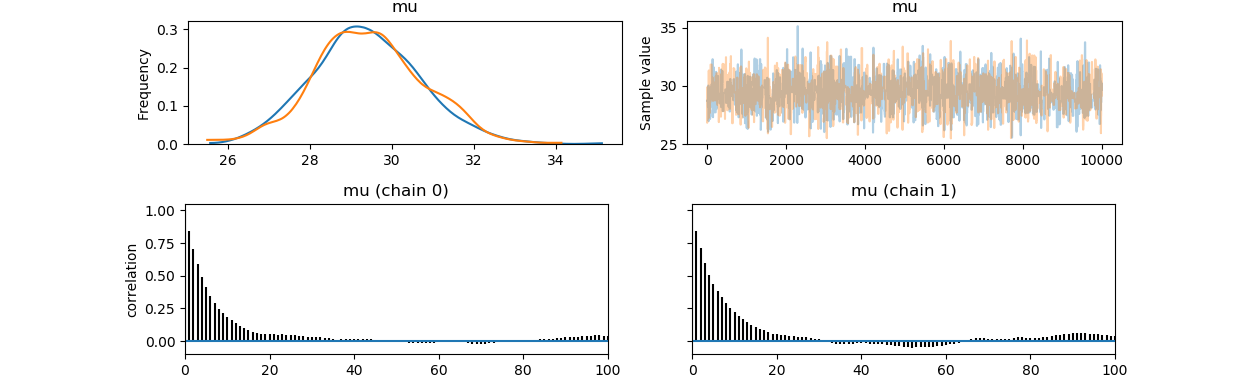 mu
mu
Frequency
0.3
0.2
0.1
0.0
26 28 30 32 34
Sample value
35
30
25
0 2000 4000 6000 8000 10000
mu (chain 0)
mu (chain 1)
correlation
1.00
0.75
0.50
0.25
0.00
0 20 40 60 80 100
0 20 40 60 80 100